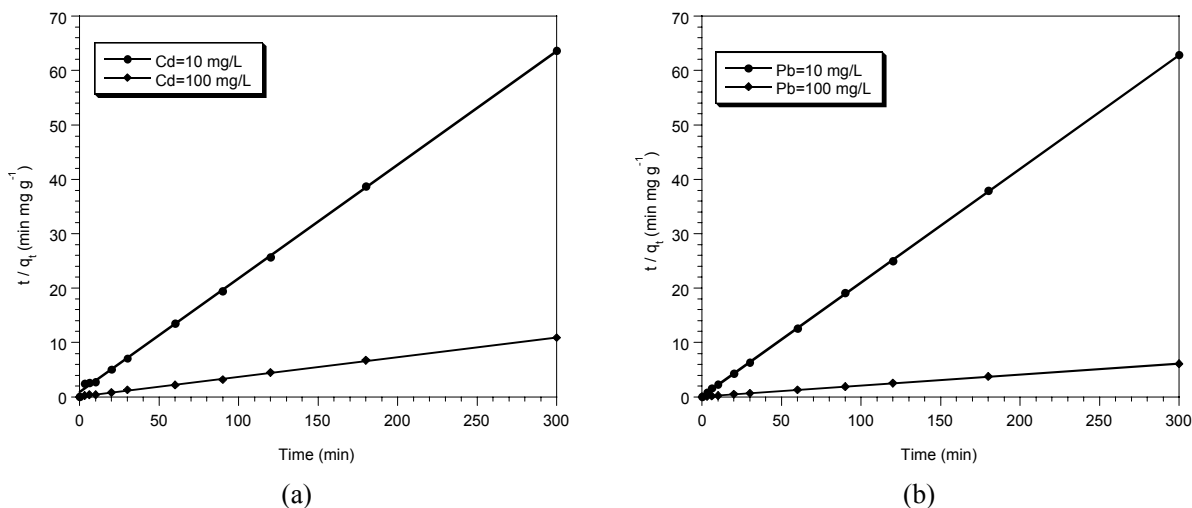 70
60
50
40
30
20
10
0
t / q_t (min mg g^-1)
Cd=10 mg/L
Cd=100 mg/L
0 50 100 150 200 250 300
Time (min)
(a)
70
60
50
40
30
20
10
0
t / q_t (min mg g^-1)
Pb=10 mg/L
Pb=100 mg/L
0 50 100 150 200 250 300
Time (min)
(b)